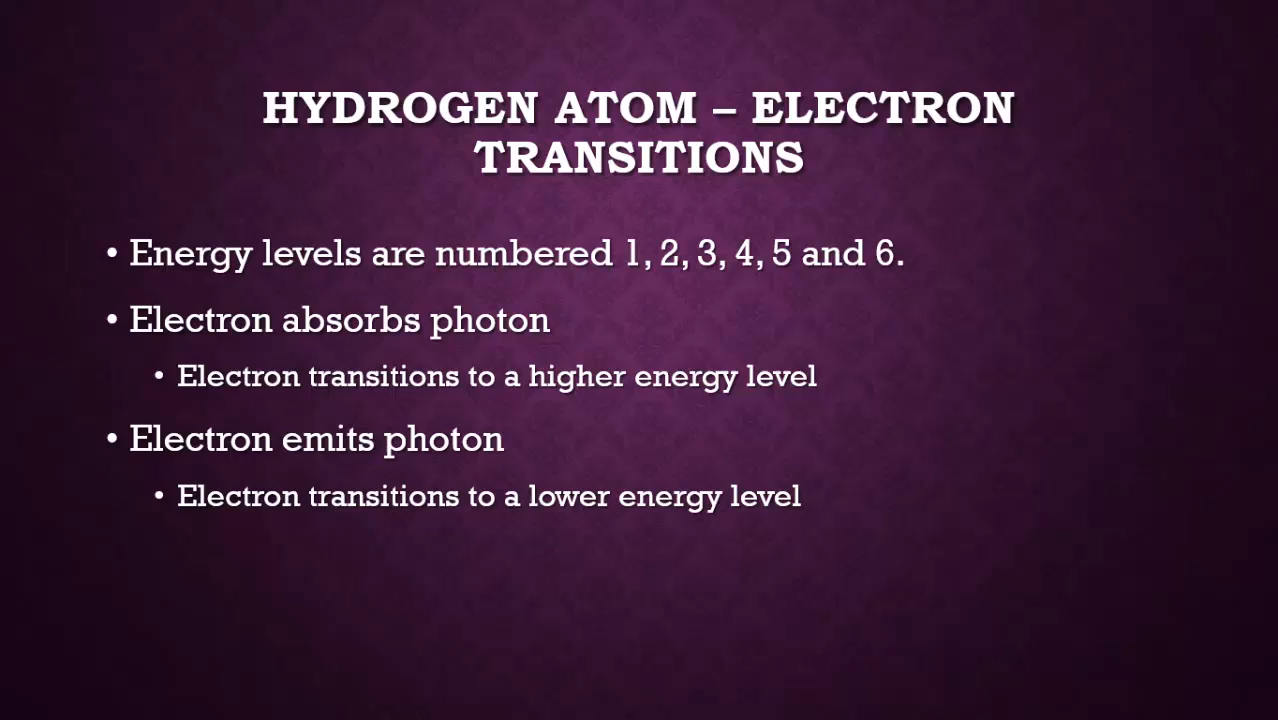 HYDROGEN ATOM – ELECTRON
TRANSITIONS
• Energy levels are numbered 1, 2, 3, 4, 5 and 6.
• Electron absorbs photon
• Electron transitions to a higher energy level
• Electron emits photon
• Electron transitions to a lower energy level